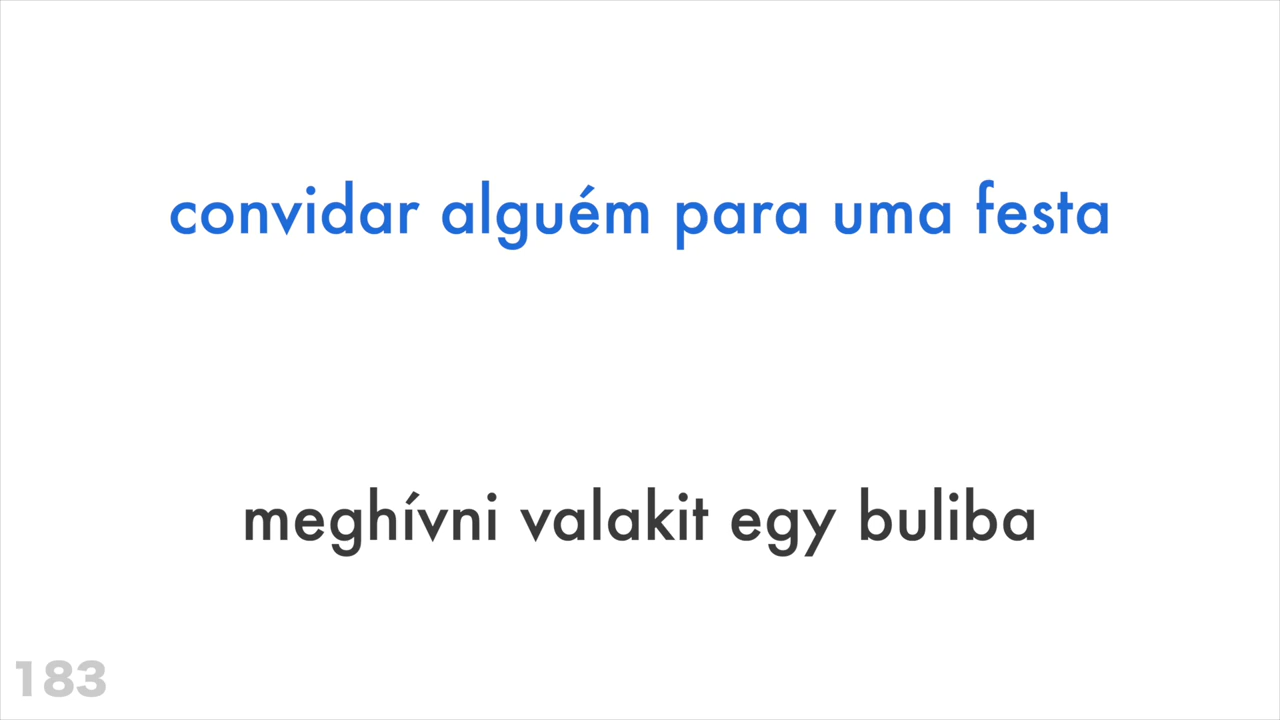 convidar alguém para uma festa
meghívni valakit egy buliba
183